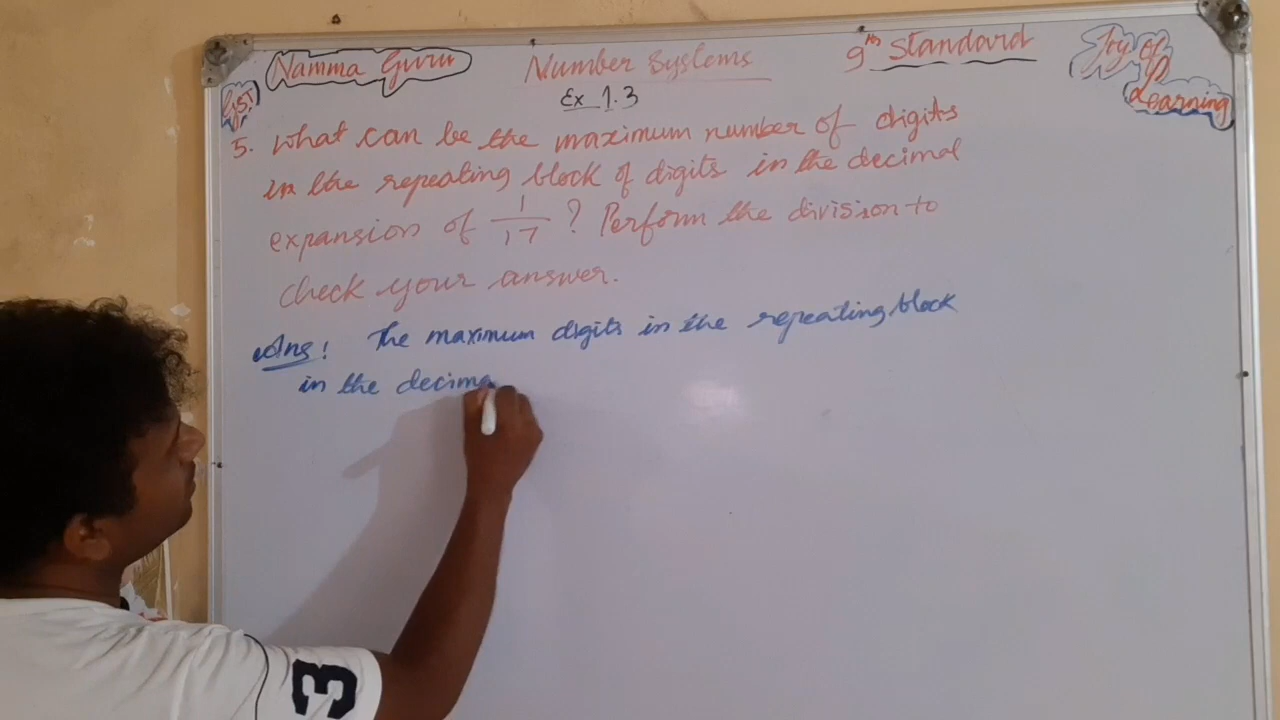 Namma Guru
Number Systems
9th Standard
Joy Of
Learning
Ex 1.3
5. What can be the maximum number of digits
in the repeating block of digits in the decimal
expansion of 1/17? Perform the division to
check your answer.
Ans: The maximum digits in the repeating block
in the decima
3